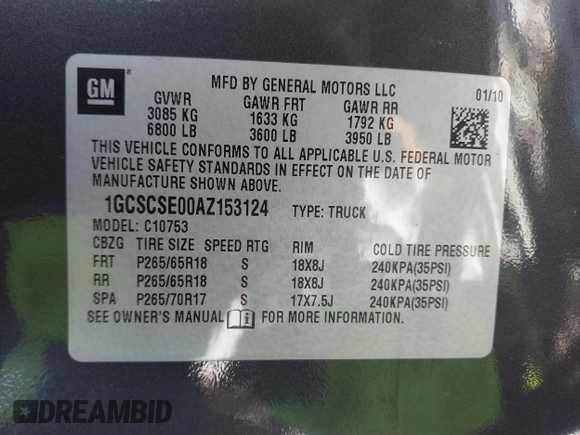 GM
MFD BY GENERAL MOTORS LLC
01/10
GVWR GAWR FRT GAWR RR
3085 KG 1633 KG 1792 KG
6800 LB 3600 LB 3950 LB
THIS VEHICLE CONFORMS TO ALL APPLICABLE U.S. FEDERAL MOTOR
VEHICLE SAFETY STANDARDS IN EFFECT ON THE DATE OF
MANUFACTURE SHOWN ABOVE.
1GCSCSE00AZ153124 TYPE: TRUCK
MODEL: C10753
CBZG TIRE SIZE SPEED RTG RIM COLD TIRE PRESSURE
FRT P265/65R18 S 18X8J 240KPA(35PSI)
RR P265/65R18 S 18X8J 240KPA(35PSI)
SPA P265/70R17 S 17X7.5J 240KPA(35PSI)
SEE OWNER'S MANUAL FOR MORE INFORMATION.
DREAMBID